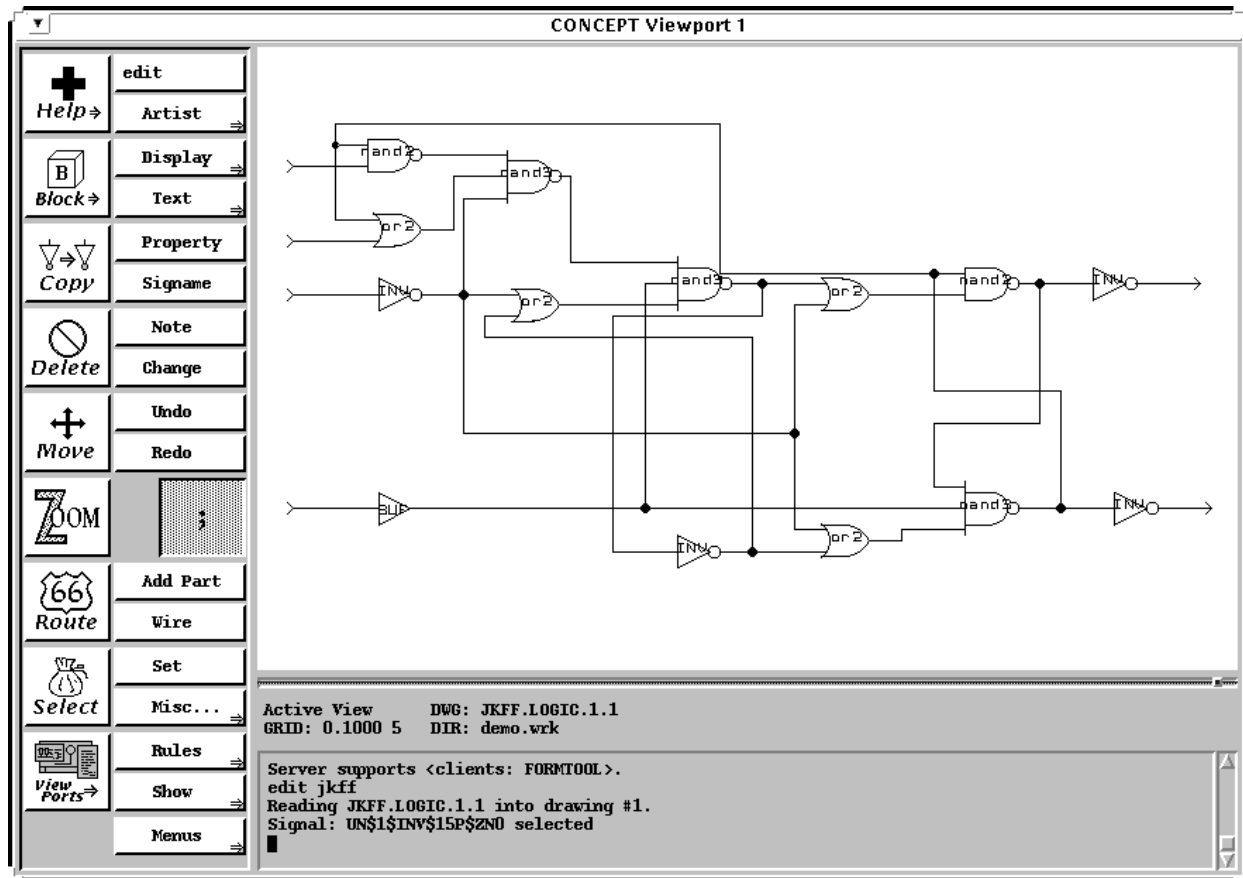 CONCEPT Viewport 1
Help⇒
edit
Artist
B
Block⇒
Display
Text
Copy
Property
Signame
Delete
Note
Change
Move
Undo
Redo
ZOOM
;
66
Route
Add Part
Wire
Select
Set
Misc...
View
Ports⇒
Rules
Show
Menus
nand2
nand3
or2
INV
or2
nand3
or2
nand2
INV
BUF
INV
or2
nand3
INV
Active View DWG: JKFF.LOGIC.1.1
GRID: 0.1000 5 DIR: demo.wrk
Server supports <clients: FORMTOOL>.
edit jkff
Reading JKFF.LOGIC.1.1 into drawing #1.
Signal: UN$1$INV$15P$ZN0 selected